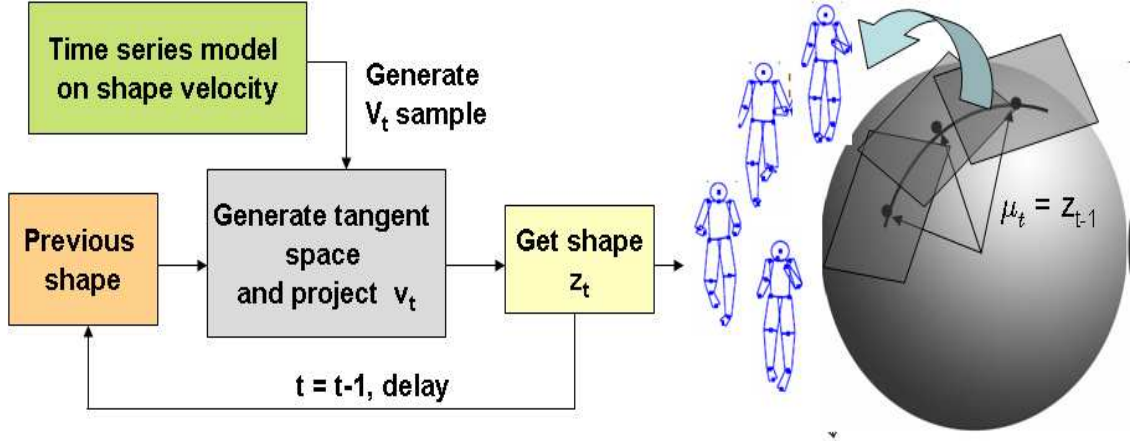 Time series model
on shape velocity
Generate
Vt sample
Previous
shape
Generate tangent
space
and project vt
Get shape
zt
t = t-1, delay
μt = zt-1